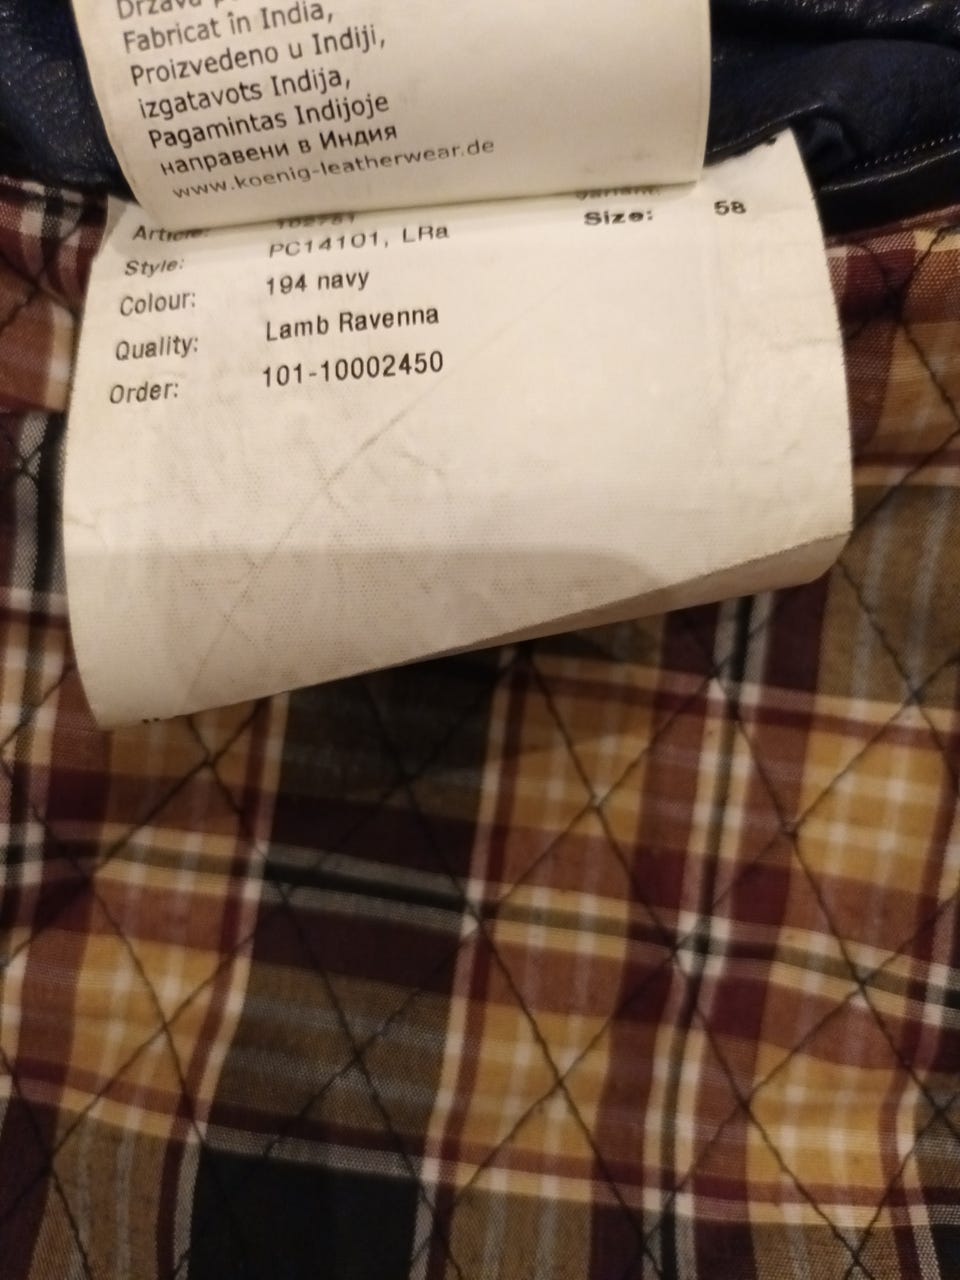 Fabricat în India,
Proizvedeno u Indiji,
izgatavots Indija,
Pagamintas Indijoje
направени в Индия
www.koenig-leatherwear.de
Article:
Size: 58
Style: PC14101, LRa
Colour: 194 navy
Quality: Lamb Ravenna
Order: 101-10002450